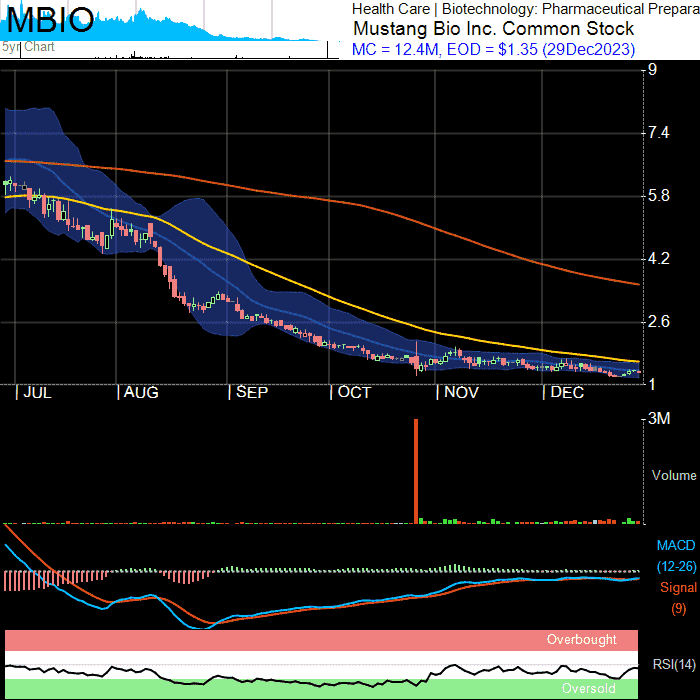 MBIO
5yr Chart
Health Care | Biotechnology: Pharmaceutical Prepara
Mustang Bio Inc. Common Stock
MC = 12.4M, EOD = $1.35 (29Dec2023)
9
7.4
5.8
4.2
2.6
1
| JUL | AUG | SEP | OCT | NOV | DEC
3M
Volume
MACD
(12-26)
Signal
(9)
Overbought
RSI(14)
Oversold